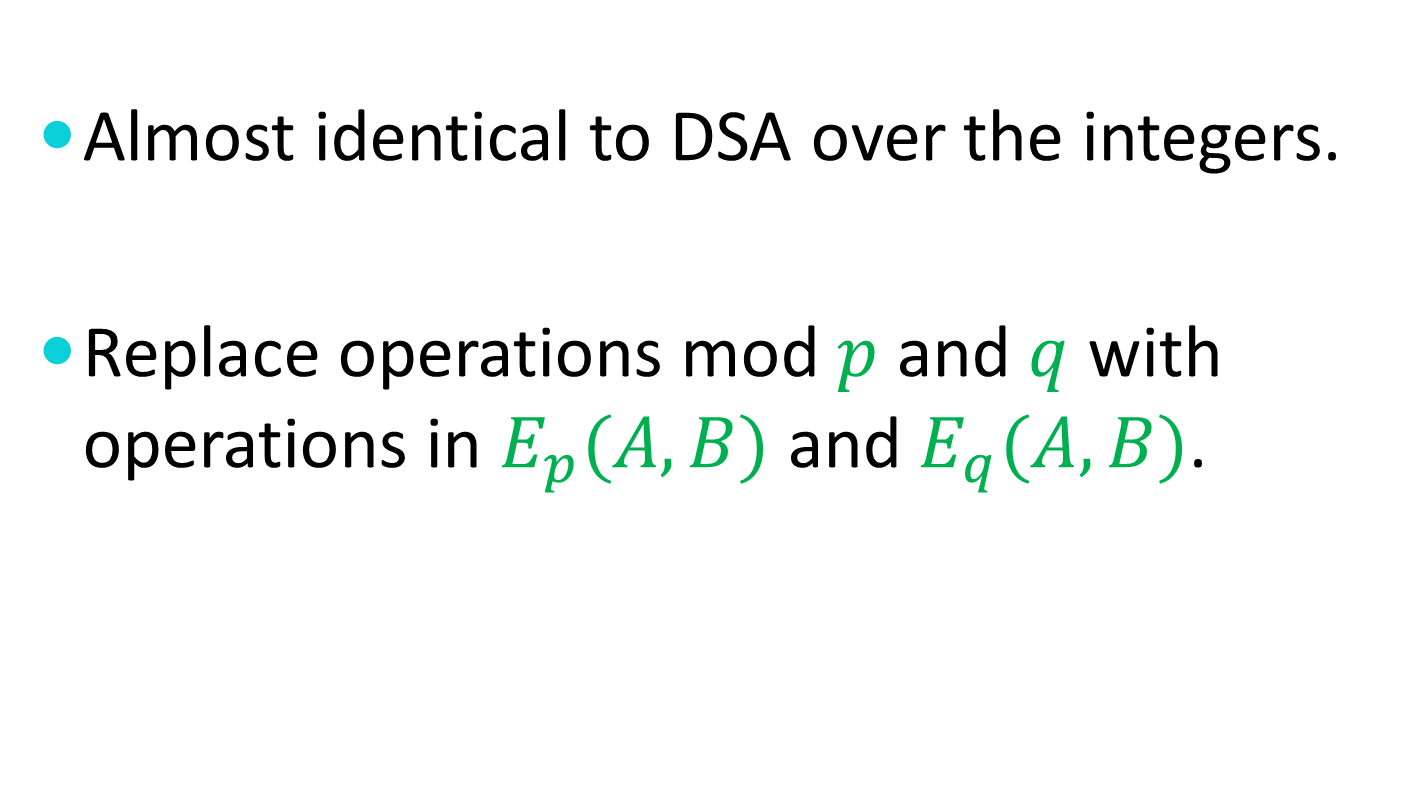 • Almost identical to DSA over the integers.
• Replace operations mod p and q with
operations in E_p(A, B) and E_q(A, B).